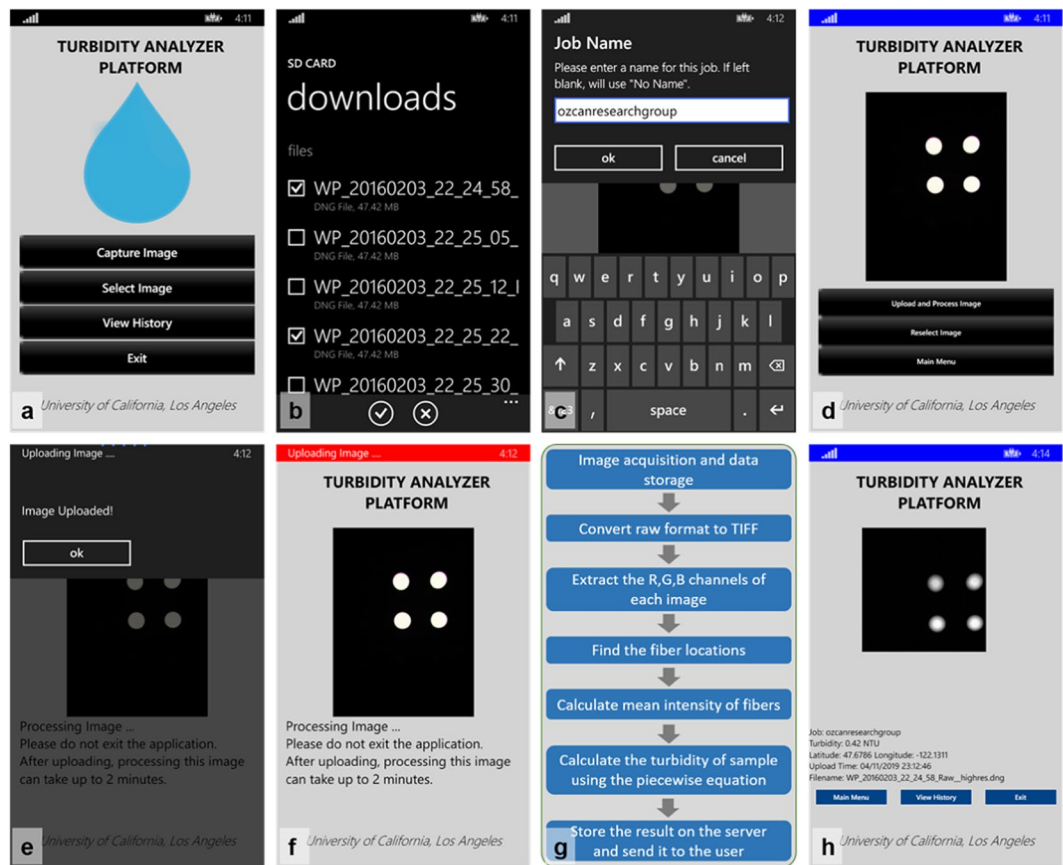 4:11
TURBIDITY ANALYZER
PLATFORM
Capture Image
Select Image
View History
Exit
a
University of California, Los Angeles
4:11
SD CARD
downloads
files
WP_20160203_22_24_58_
DNG File, 47.42 MB
WP_20160203_22_25_05_
DNG File, 47.42 MB
WP_20160203_22_25_12_
DNG File, 47.42 MB
WP_20160203_22_25_22_
DNG File, 47.42 MB
WP_20160203_22_25_30_
...
b
4:12
Job Name
Please enter a name for this job. If left
blank, will use "No Name".
ozcanresearchgroup
ok cancel
q w e r t y u i o p
a s d f g h j k l
z x c v b n m
, space .
c
4:11
TURBIDITY ANALYZER
PLATFORM
Upload and Process Image
Reselect Image
Main Menu
d
University of California, Los Angeles
Uploading Image .... 4:12
Image Uploaded!
ok
Processing Image ...
Please do not exit the application.
After uploading, processing this image
can take up to 2 minutes.
e
University of California, Los Angeles
Uploading Image .... 4:12
TURBIDITY ANALYZER
PLATFORM
Processing Image ...
Please do not exit the application.
After uploading, processing this image
can take up to 2 minutes.
f
University of California, Los Angeles
Image acquisition and data
storage
Convert raw format to TIFF
Extract the R,G,B channels of
each image
Find the fiber locations
Calculate mean intensity of fibers
Calculate the turbidity of sample
using the piecewise equation
Store the result on the server
and send it to the user
g
4:14
TURBIDITY ANALYZER
PLATFORM
Job: ozcanresearchgroup
Turbidity: 0.42 NTU
Latitude: 47.6786 Longitude: -122.1311
Upload Time: 04/11/2019 23:12:46
Filename: WP_20160203_22_24_58_Raw__highres.dng
Main Menu View History Exit
h
University of California, Los Angeles